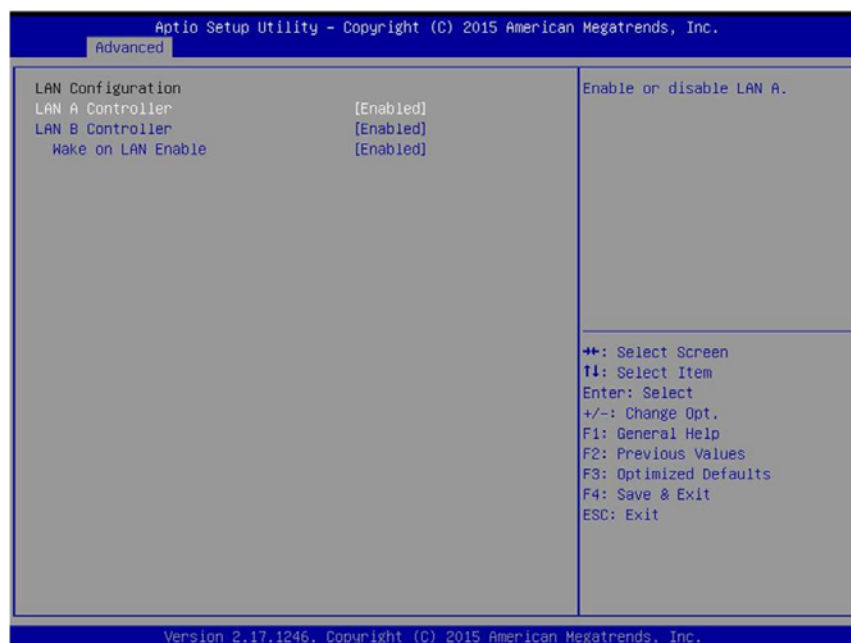 Aptio Setup Utility – Copyright (C) 2015 American Megatrends, Inc.
Advanced
LAN Configuration
LAN A Controller [Enabled]
LAN B Controller [Enabled]
Wake on LAN Enable [Enabled]
Enable or disable LAN A.
→←: Select Screen
↑↓: Select Item
Enter: Select
+/-: Change Opt.
F1: General Help
F2: Previous Values
F3: Optimized Defaults
F4: Save & Exit
ESC: Exit
Version 2.17.1246. Copyright (C) 2015 American Megatrends, Inc.